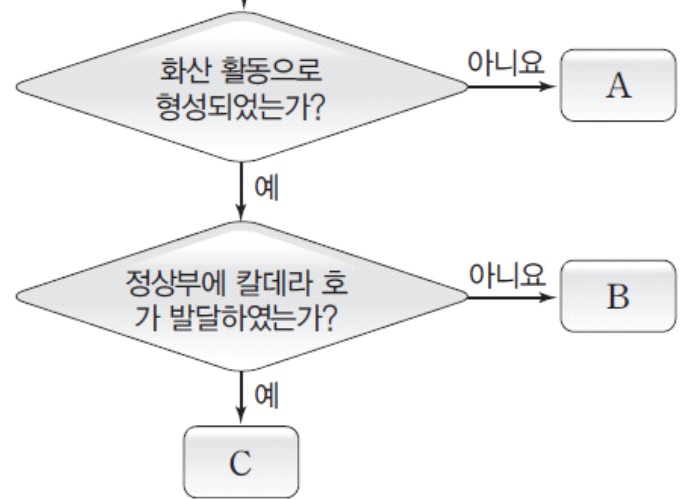 화산 활동으로
형성되었는가?
아니요
A
예
정상부에 칼데라 호
가 발달하였는가?
아니요
B
예
C